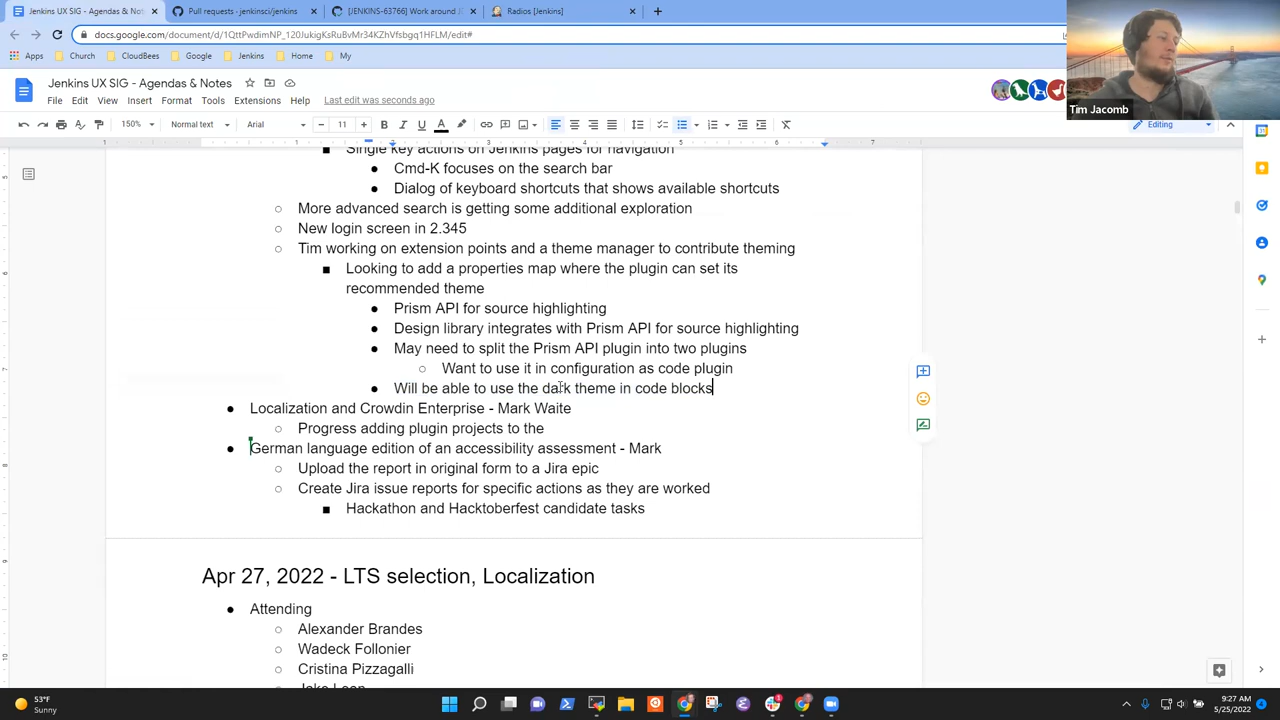 Jenkins UX SIG - Agendas & Notes
Pull requests · jenkinsci/jenkins
[JENKINS-63766] Work around J
Radios [Jenkins]
docs.google.com/document/d/1QttPwdimNP_120JukigKsRuBvMr34KZhVfsbgq1HFLM/edit#
Apps
Church
CloudBees
Google
Jenkins
Home
My
Jenkins UX SIG - Agendas & Notes
File Edit View Insert Format Tools Extensions Help Last edit was seconds ago
Tim Jacomb
150% Normal text Arial 11 Editing
Single key actions on Jenkins pages for navigation
Cmd-K focuses on the search bar
Dialog of keyboard shortcuts that shows available shortcuts
More advanced search is getting some additional exploration
New login screen in 2.345
Tim working on extension points and a theme manager to contribute theming
Looking to add a properties map where the plugin can set its
recommended theme
Prism API for source highlighting
Design library integrates with Prism API for source highlighting
May need to split the Prism API plugin into two plugins
Want to use it in configuration as code plugin
Will be able to use the dark theme in code blocks
Localization and Crowdin Enterprise - Mark Waite
Progress adding plugin projects to the
German language edition of an accessibility assessment - Mark
Upload the report in original form to a Jira epic
Create Jira issue reports for specific actions as they are worked
Hackathon and Hacktoberfest candidate tasks
Apr 27, 2022 - LTS selection, Localization
Attending
Alexander Brandes
Wadeck Follonier
Cristina Pizzagalli
53°F
Sunny
9:27 AM
5/25/2022